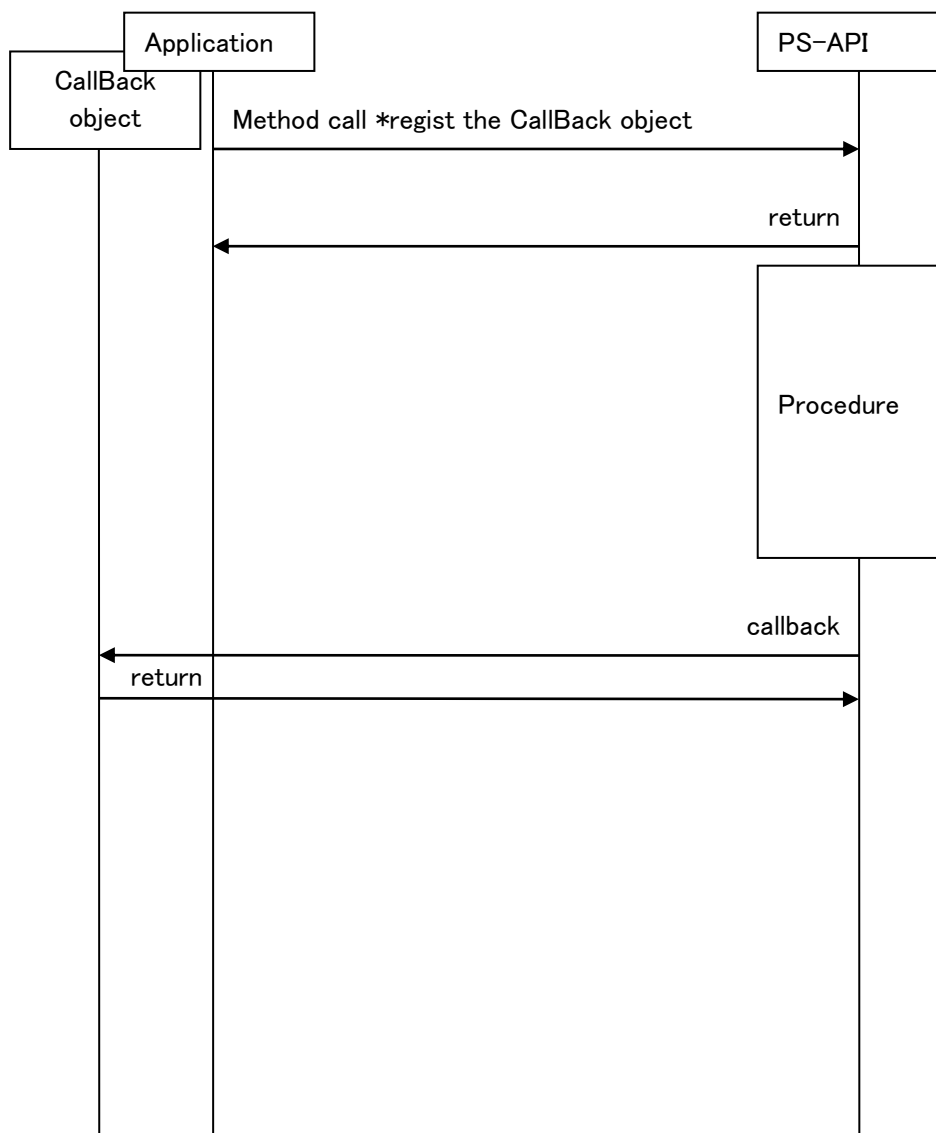 Application
PS-API
CallBack
object
Method call *regist the CallBack object
return
Procedure
callback
return